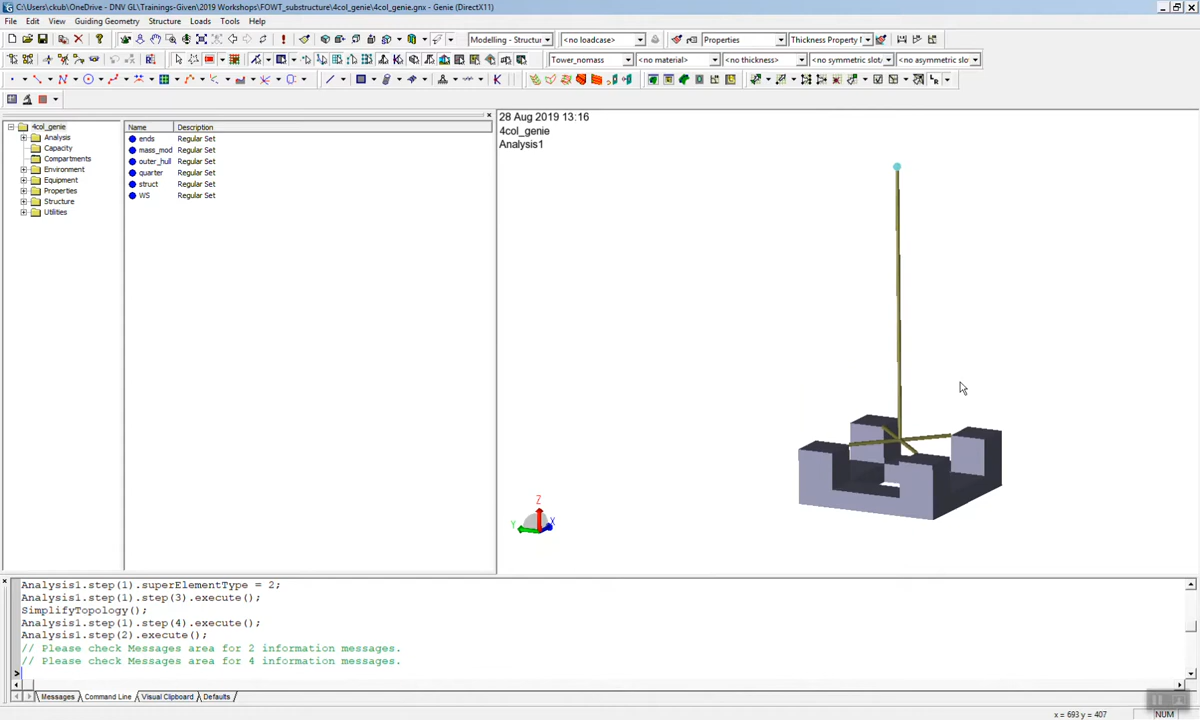 C:\Users\ckub\OneDrive - DNV GL\Trainings-Given\2019 Workshops\FOWT_substructure\4col_genie\4col_genie.gnx - Genie (DirectX11)
File Edit View Guiding Geometry Structure Loads Tools Help
Modelling - Structur <no loadcase> Properties Thickness Property
Tower_nomass <no material> <no thickness> <no symmetric slot <no asymmetric slo
4col_genie
Analysis
Capacity
Compartments
Environment
Equipment
Properties
Structure
Utilities
Name Description
ends Regular Set
mass_mod Regular Set
outer_hull Regular Set
quarter Regular Set
struct Regular Set
WS Regular Set
28 Aug 2019 13:16
4col_genie
Analysis1
Z
Y X
Analysis1.step(1).superElementType = 2;
Analysis1.step(3).execute();
SimplifyTopology();
Analysis1.step(4).execute();
Analysis1.step(2).execute();
// Please check Messages area for 2 information messages.
// Please check Messages area for 4 information messages.
>
Messages Command Line Visual Clipboard Defaults
x = 693 y = 407 NUM